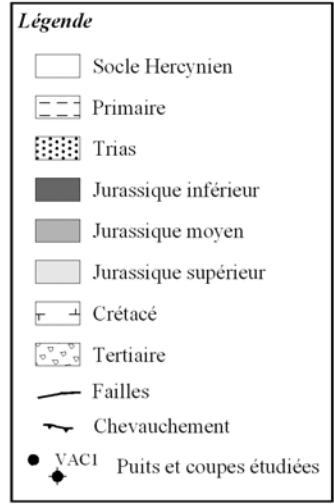 Légende
Socle Hercynien
Primaire
Trias
Jurassique inférieur
Jurassique moyen
Jurassique supérieur
Crétacé
Tertiaire
Failles
Chevauchement
VAC1 Puits et coupes étudiées